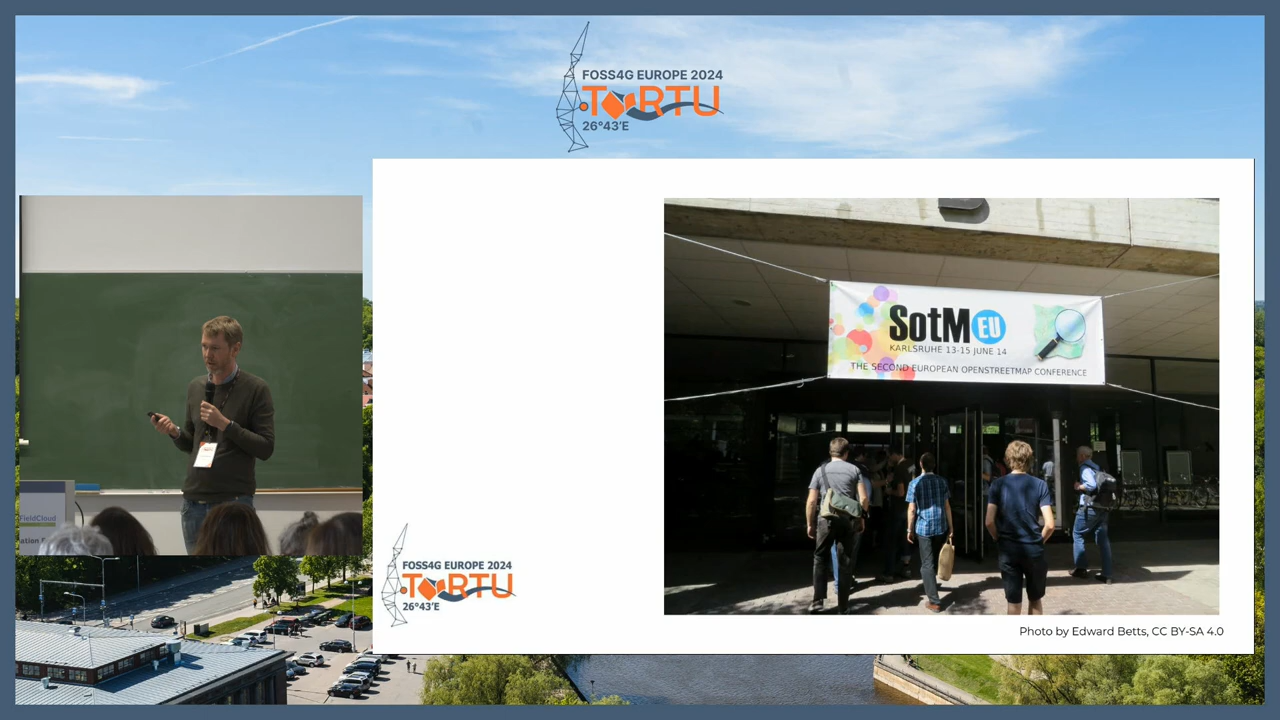 FOSS4G EUROPE 2024
TARTU
26°43'E
SotM EU
KARLSRUHE 13-15 JUNE 14
THE SECOND EUROPEAN OPENSTREETMAP CONFERENCE
FieldCloud
FOSS4G EUROPE 2024
TARTU
26°43'E
Photo by Edward Betts, CC BY-SA 4.0